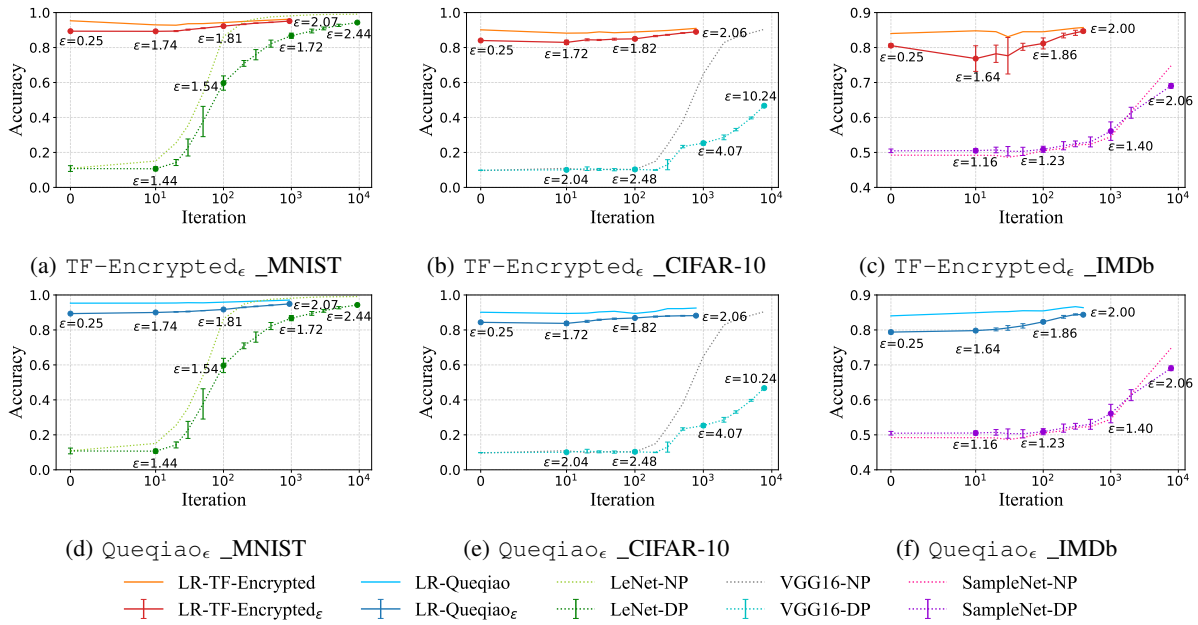 1.0
0.8
0.6
0.4
0.2
0.0
Accuracy
ε=0.25
ε=1.74
ε=1.81
ε=2.07
ε=2.44
ε=1.72
ε=1.54
ε=1.44
0 10¹ 10² 10³ 10⁴
Iteration
(a) TF-Encryptedϵ _MNIST
1.0
0.8
0.6
0.4
0.2
0.0
Accuracy
ε=0.25
ε=1.72
ε=1.82
ε=2.06
ε=10.24
ε=4.07
ε=2.04
ε=2.48
0 10¹ 10² 10³ 10⁴
Iteration
(b) TF-Encryptedϵ _CIFAR-10
0.9
0.8
0.7
0.6
0.5
0.4
Accuracy
ε=0.25
ε=1.64
ε=1.86
ε=2.00
ε=2.06
ε=1.40
ε=1.16
ε=1.23
0 10¹ 10² 10³ 10⁴
Iteration
(c) TF-Encryptedϵ _IMDb
1.0
0.8
0.6
0.4
0.2
0.0
Accuracy
ε=0.25
ε=1.74
ε=1.81
ε=2.07
ε=2.44
ε=1.72
ε=1.54
ε=1.44
0 10¹ 10² 10³ 10⁴
Iteration
(d) Queqiaoϵ _MNIST
1.0
0.8
0.6
0.4
0.2
0.0
Accuracy
ε=0.25
ε=1.72
ε=1.82
ε=2.06
ε=10.24
ε=4.07
ε=2.04
ε=2.48
0 10¹ 10² 10³ 10⁴
Iteration
(e) Queqiaoϵ _CIFAR-10
0.9
0.8
0.7
0.6
0.5
0.4
Accuracy
ε=0.25
ε=1.64
ε=1.86
ε=2.00
ε=2.06
ε=1.40
ε=1.16
ε=1.23
0 10¹ 10² 10³ 10⁴
Iteration
(f) Queqiaoϵ _IMDb
LR-TF-Encrypted LR-Queqiao LeNet-NP VGG16-NP SampleNet-NP
LR-TF-Encryptedε LR-Queqiaoε LeNet-DP VGG16-DP SampleNet-DP